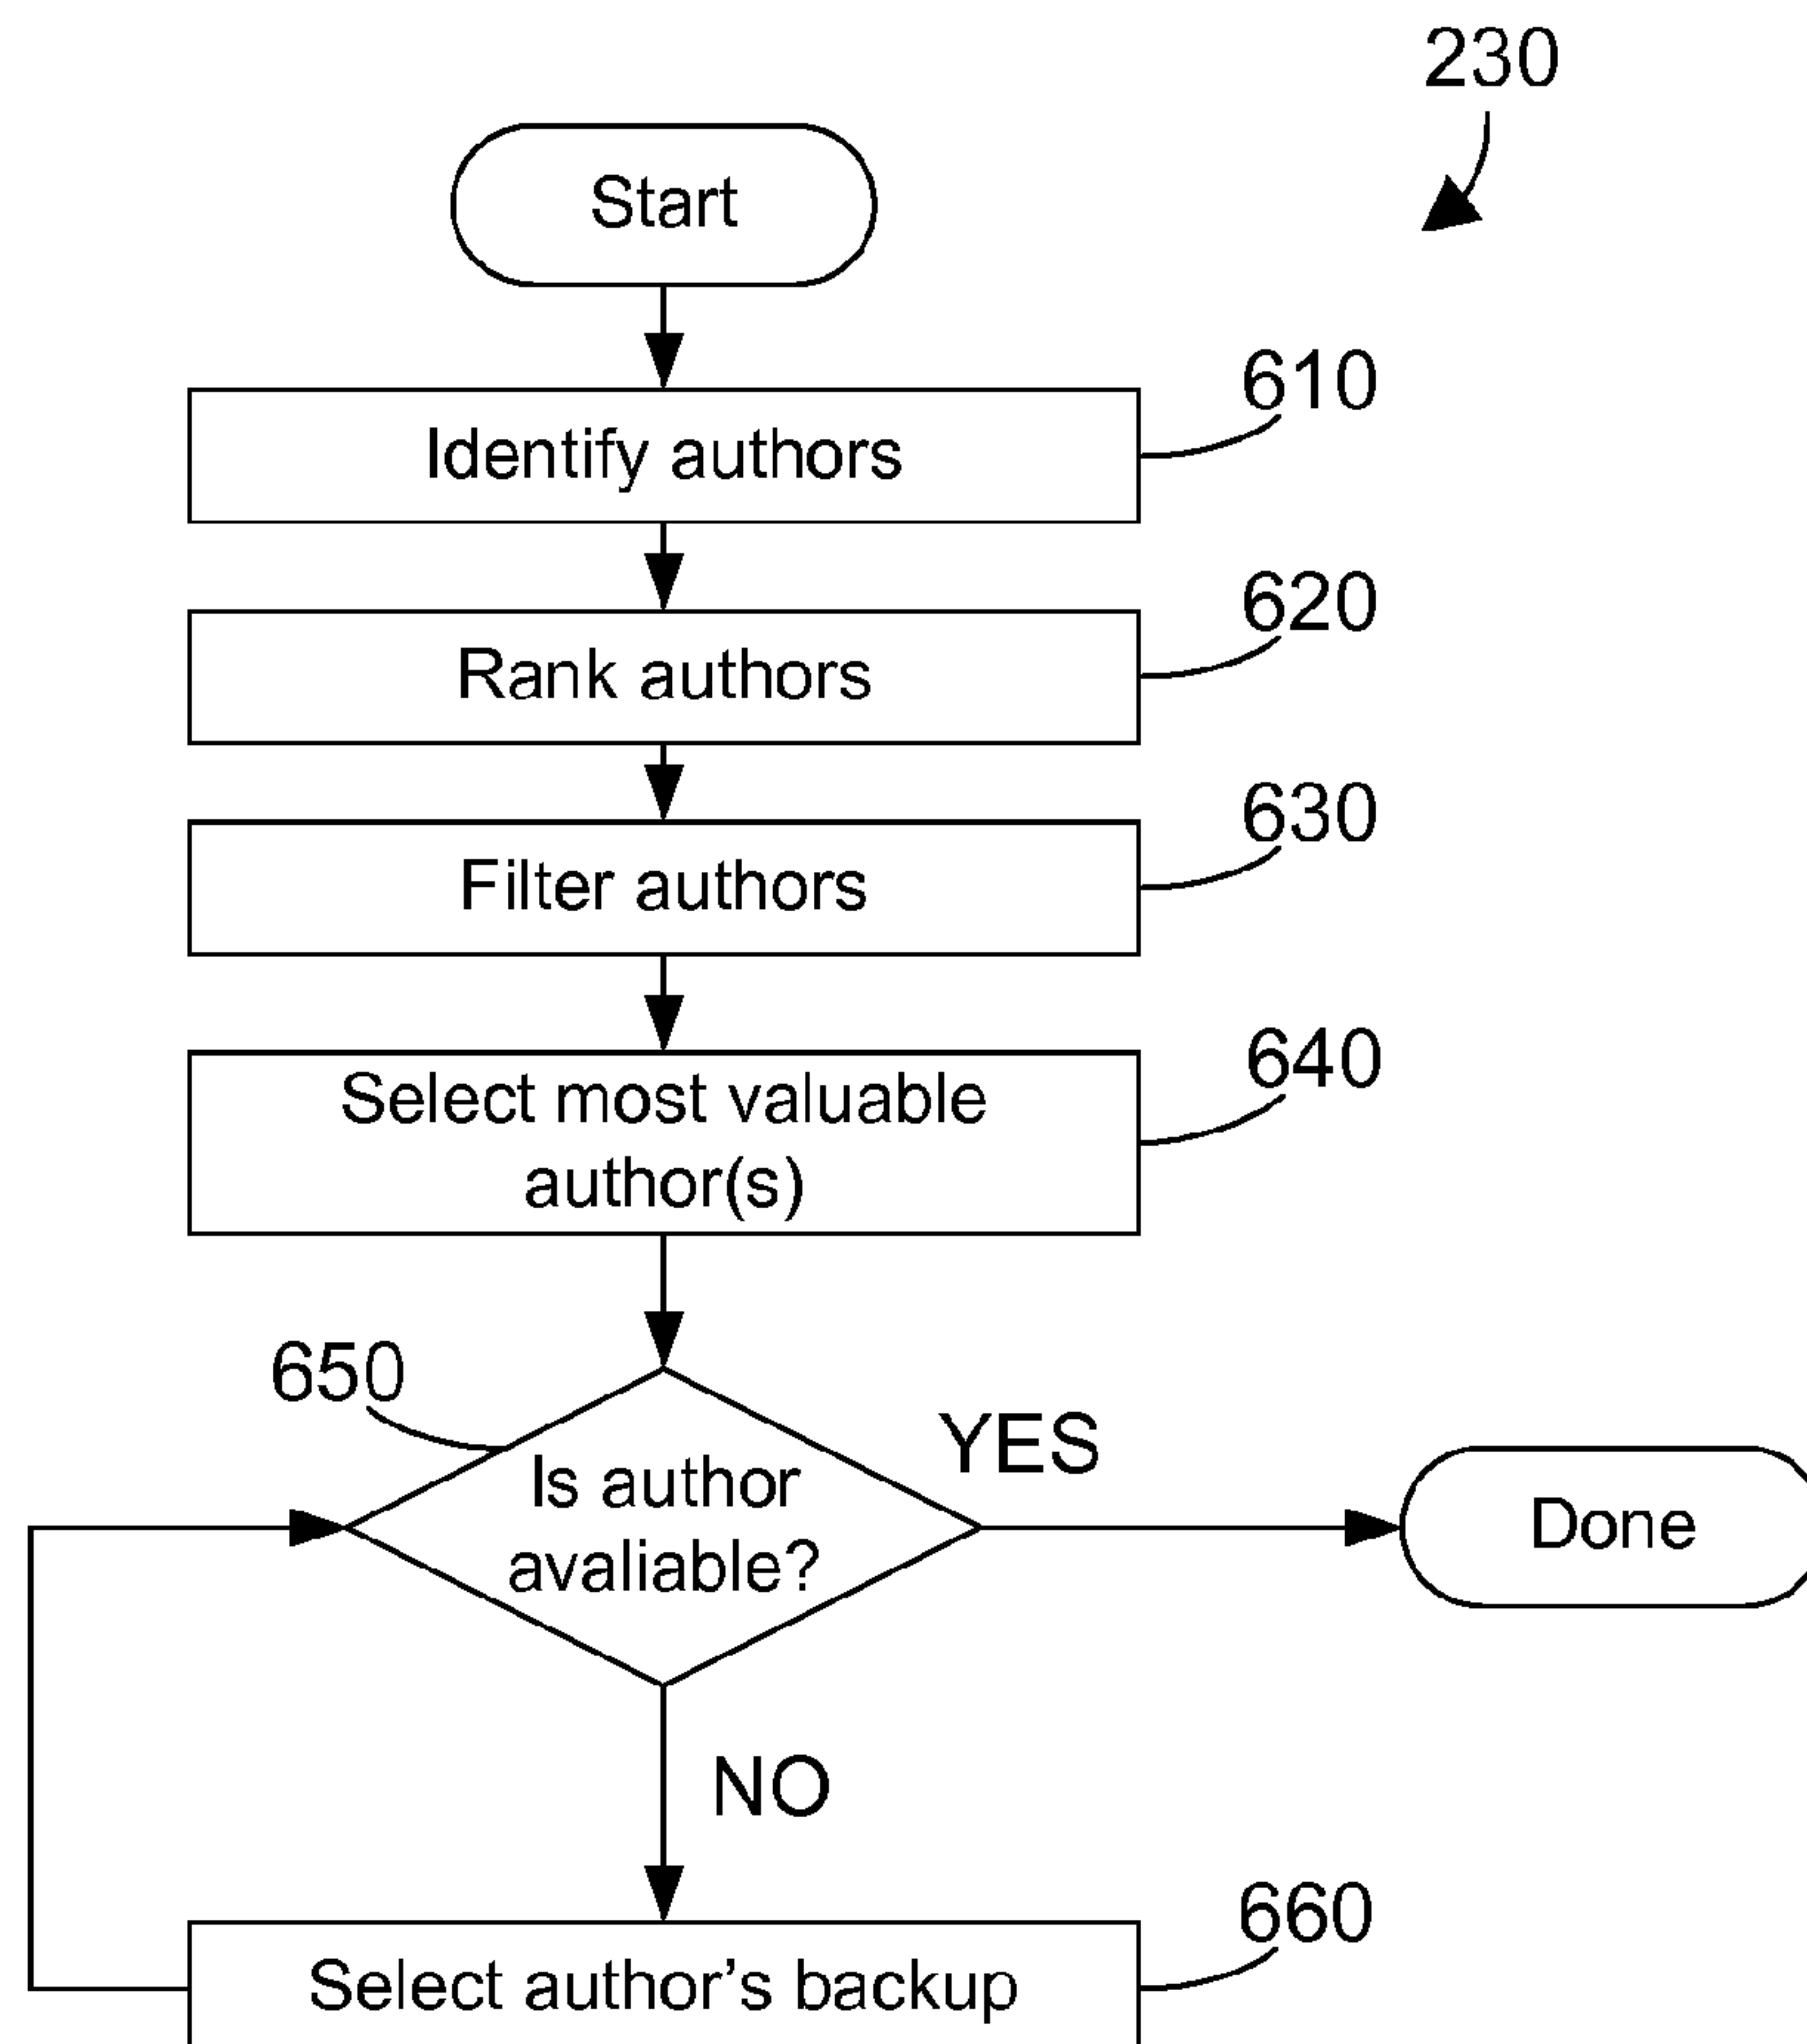 230
Start
610
Identify authors
620
Rank authors
630
Filter authors
640
Select most valuable
author(s)
650
YES
Is author
avaliable?
Done
NO
660
Select author's backup